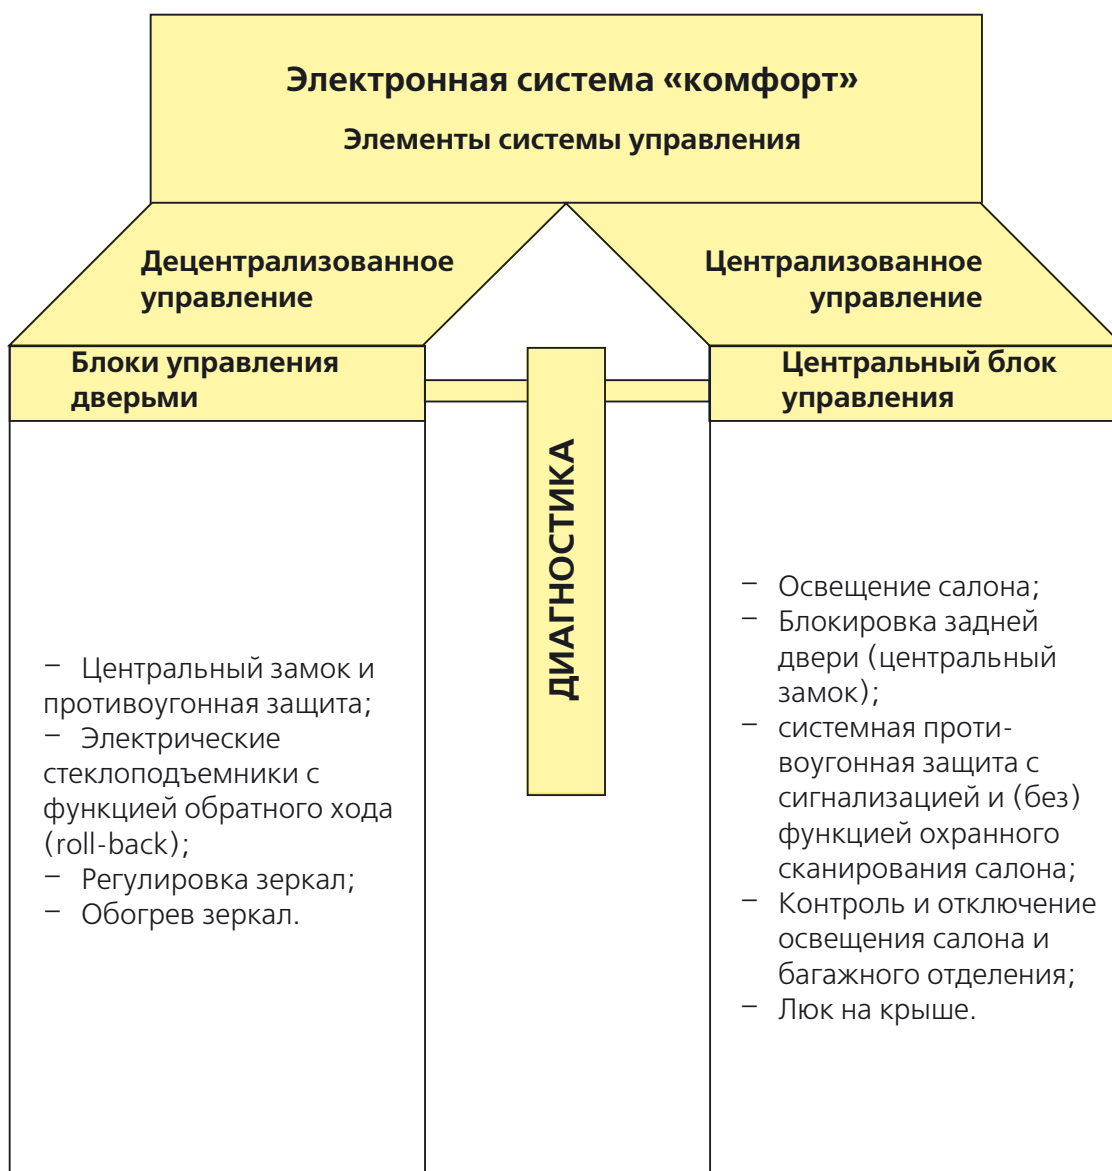 Электронная система «комфорт»
Элементы системы управления
Децентрализованное
управление
Централизованное
управление
Блоки управления
дверьми
Центральный блок
управления
ДИАГНОСТИКА
– Центральный замок и
противоугонная защита;
– Электрические
стеклоподъемники с
функцией обратного хода
(roll-back);
– Регулировка зеркал;
– Обогрев зеркал.
– Освещение салона;
– Блокировка задней
двери (центральный
замок);
– системная проти-
воугонная защита с
сигнализацией и (без)
функцией охранного
сканирования салона;
– Контроль и отключение
освещения салона и
багажного отделения;
– Люк на крыше.